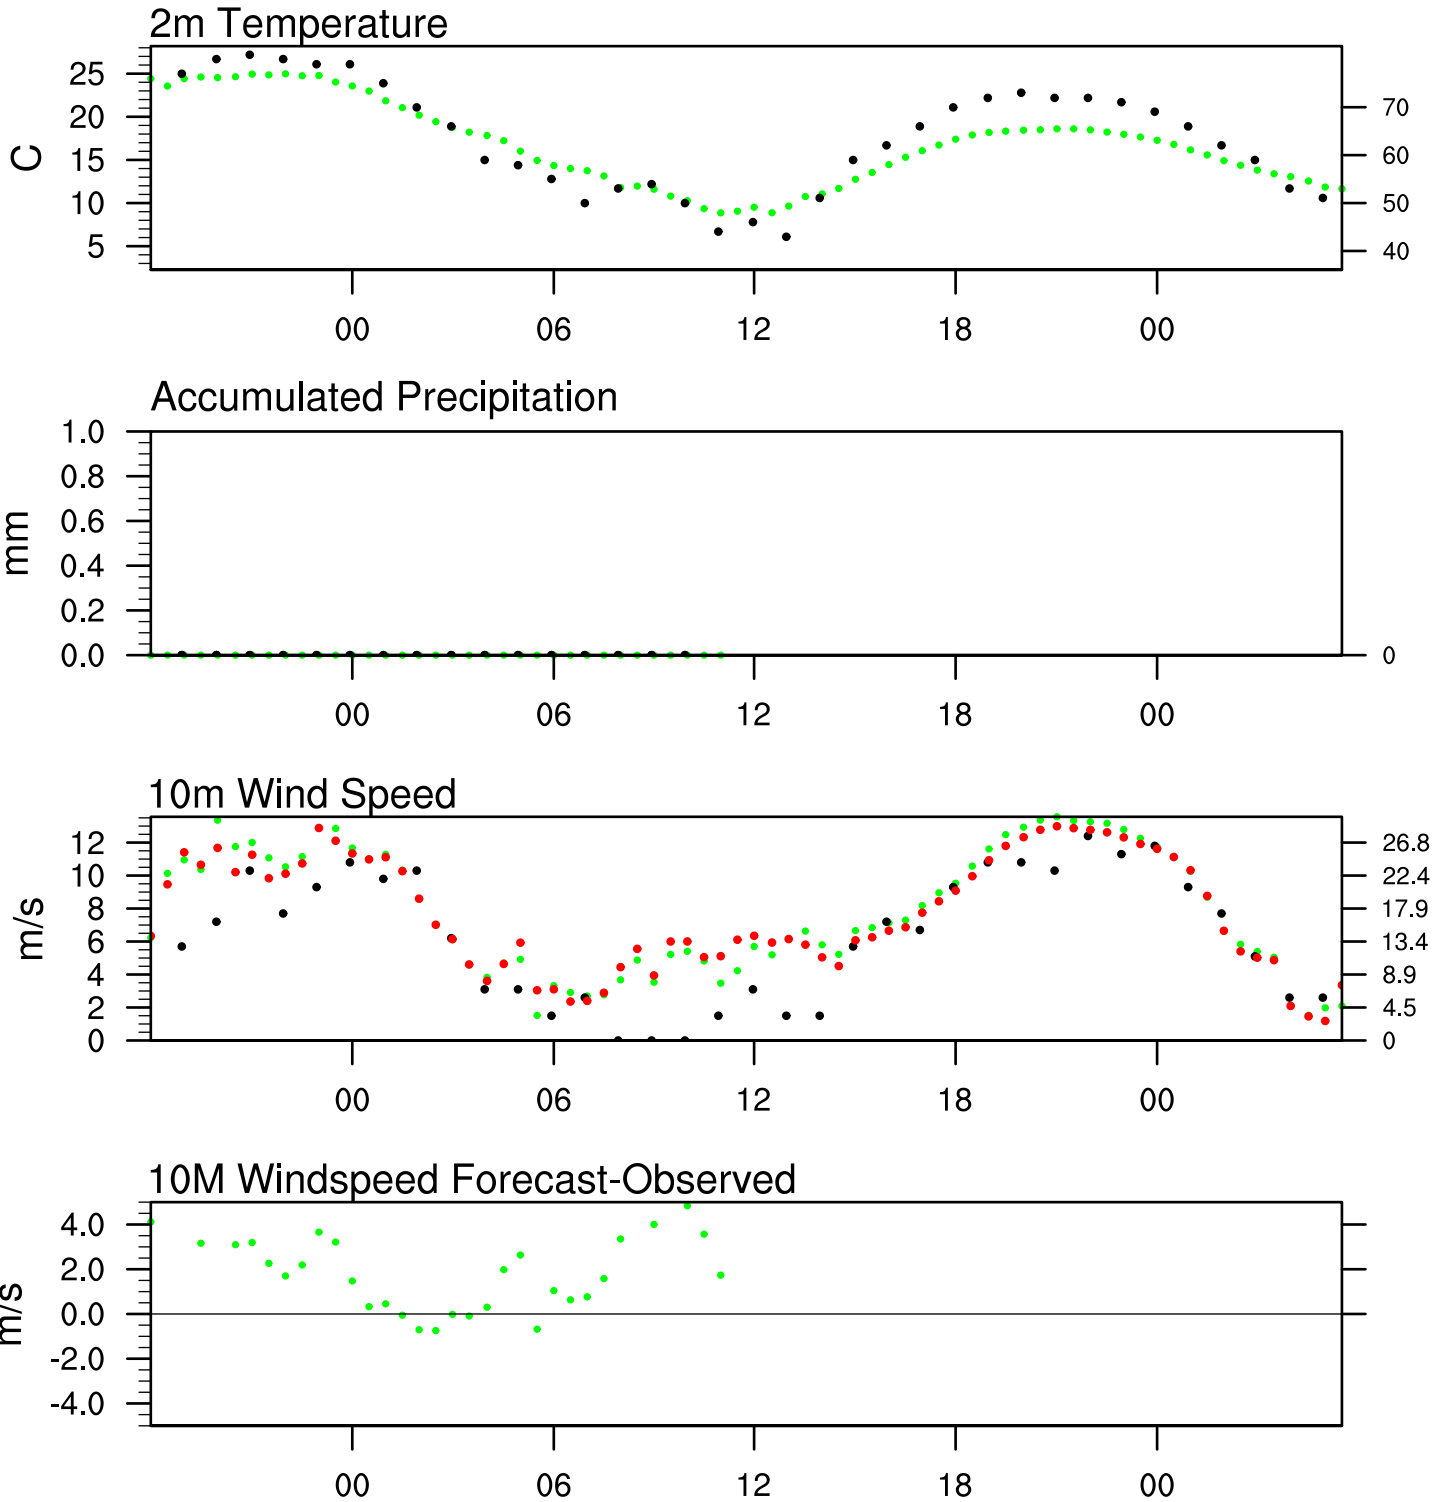 2m Temperature
25
20
15
10
5
C
70
60
50
40
00 06 12 18 00
Accumulated Precipitation
1.0
0.8
0.6
0.4
0.2
0.0
mm
0
00 06 12 18 00
10m Wind Speed
12
10
8
6
4
2
0
m/s
26.8
22.4
17.9
13.4
8.9
4.5
0
00 06 12 18 00
10M Windspeed Forecast-Observed
4.0
2.0
0.0
-2.0
-4.0
m/s
00 06 12 18 00